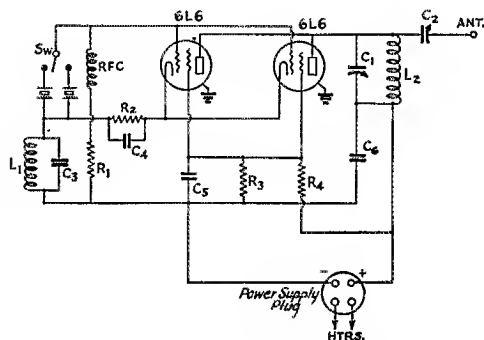 6L6 6L6
Sw.
RFC
C1
L2
C2
ANT.
R2
C4
L1
C3
R1
C5
R3
R4
C6
- +
Power Supply
Plug
HTRS.